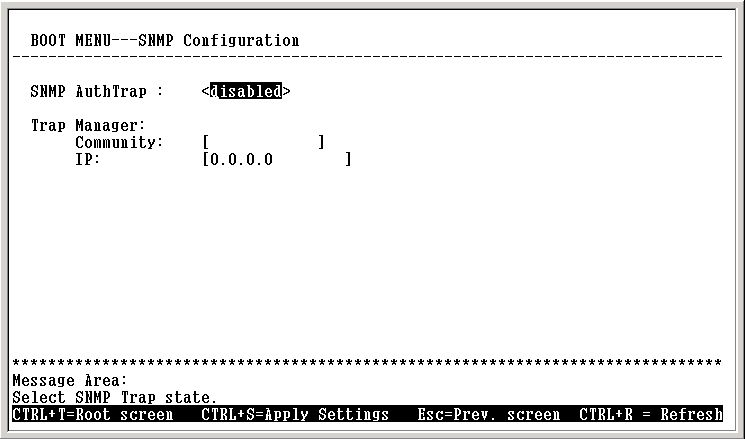 BOOT MENU---SNMP Configuration
--------------------------------------------------------------------------------
SNMP AuthTrap : <disabled>
Trap Manager:
Community: [ ]
IP: [0.0.0.0 ]
********************************************************************************
Message Area:
Select SNMP Trap state.
CTRL+T=Root screen CTRL+S=Apply Settings Esc=Prev. screen CTRL+R = Refresh